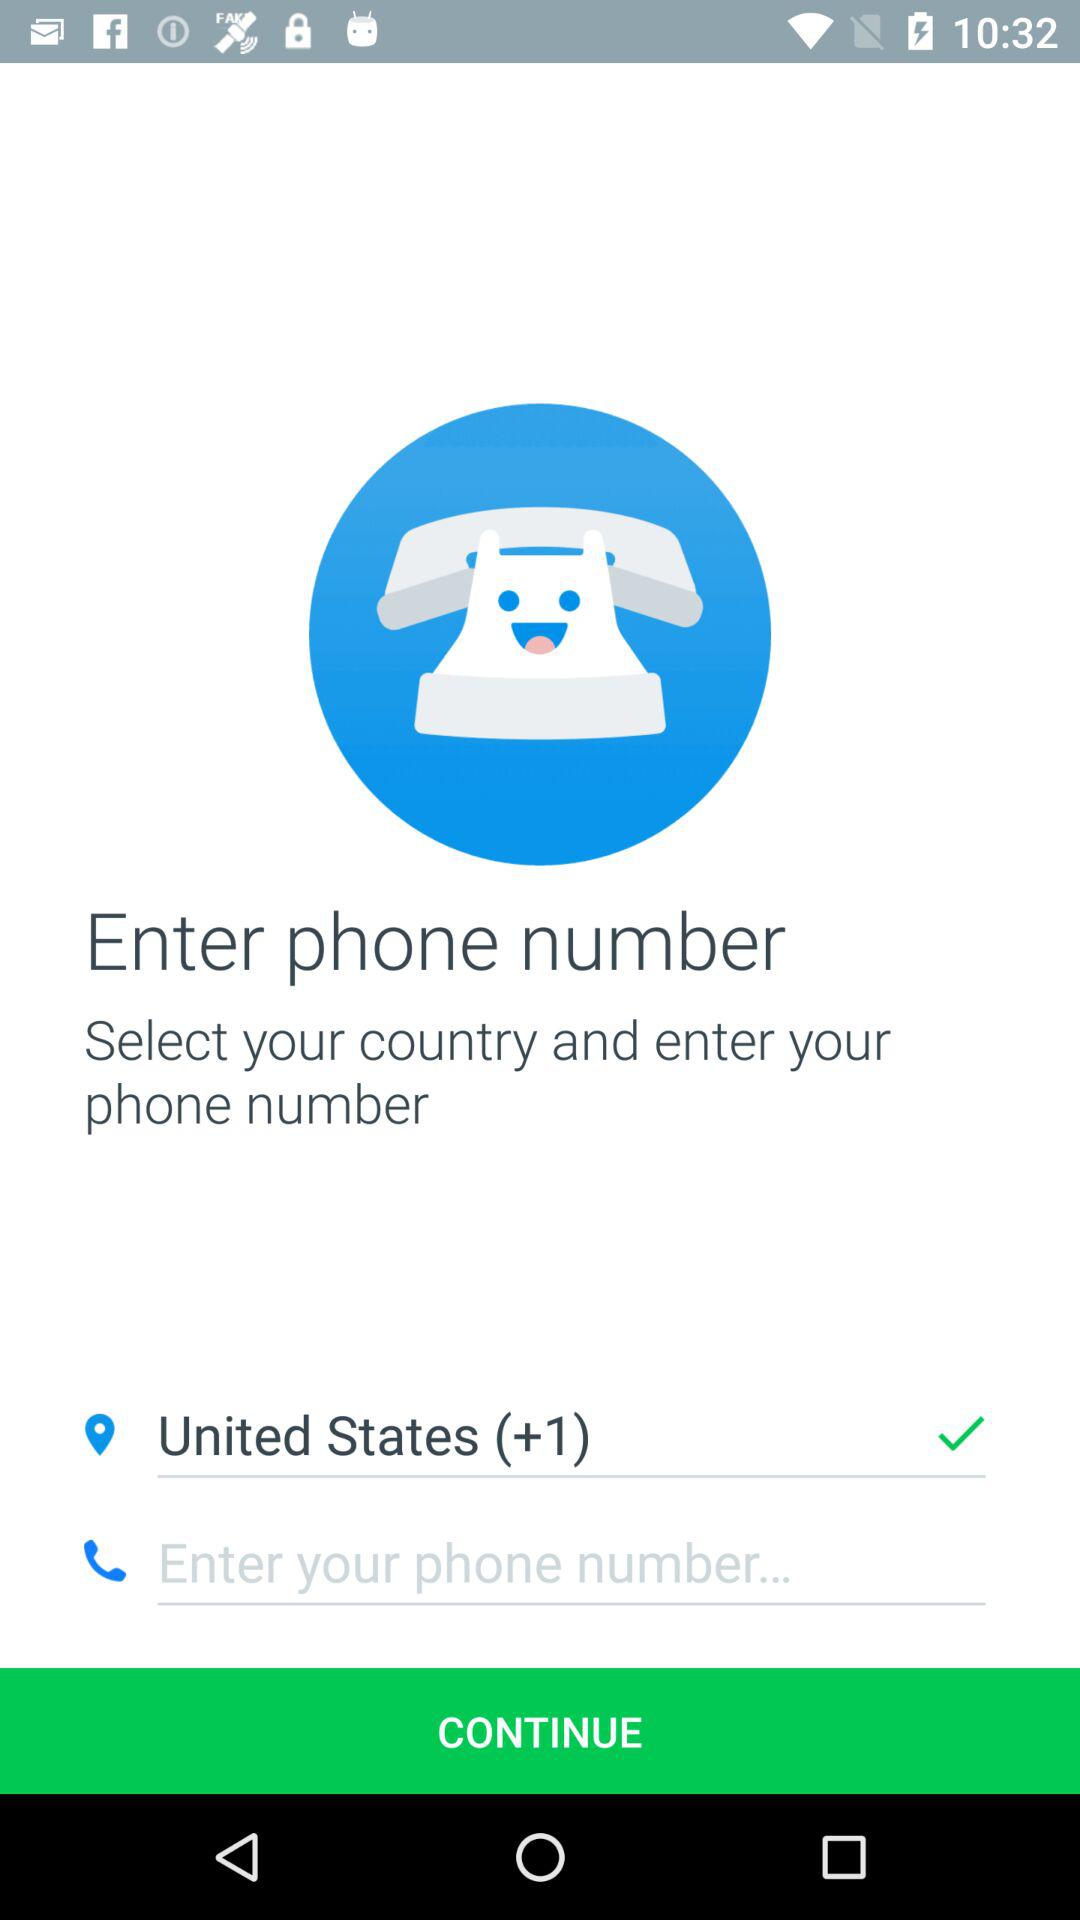 FAKE
10:32
Enter phone number
Select your country and enter your
phone number
United States (+1)
Enter your phone number...
CONTINUE